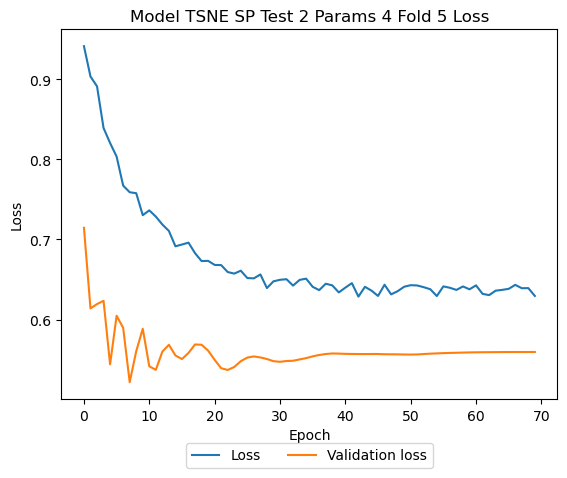 Model TSNE SP Test 2 Params 4 Fold 5 Loss
0.9
0.8
0.7
0.6
Loss
0 10 20 30 40 50 60 70
Epoch
Loss Validation loss